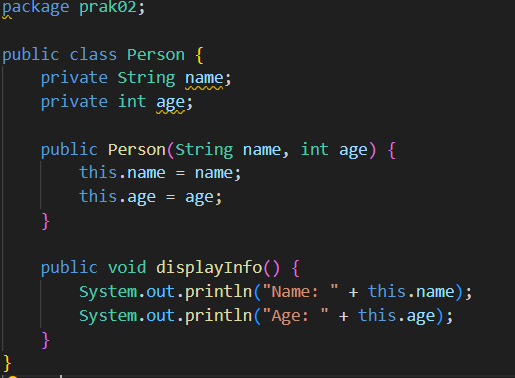 package prak02;
public class Person {
    private String name;
    private int age;
    public Person(String name, int age) {
        this.name = name;
        this.age = age;
    }
    public void displayInfo() {
        System.out.println("Name: " + this.name);
        System.out.println("Age: " + this.age);
    }
}